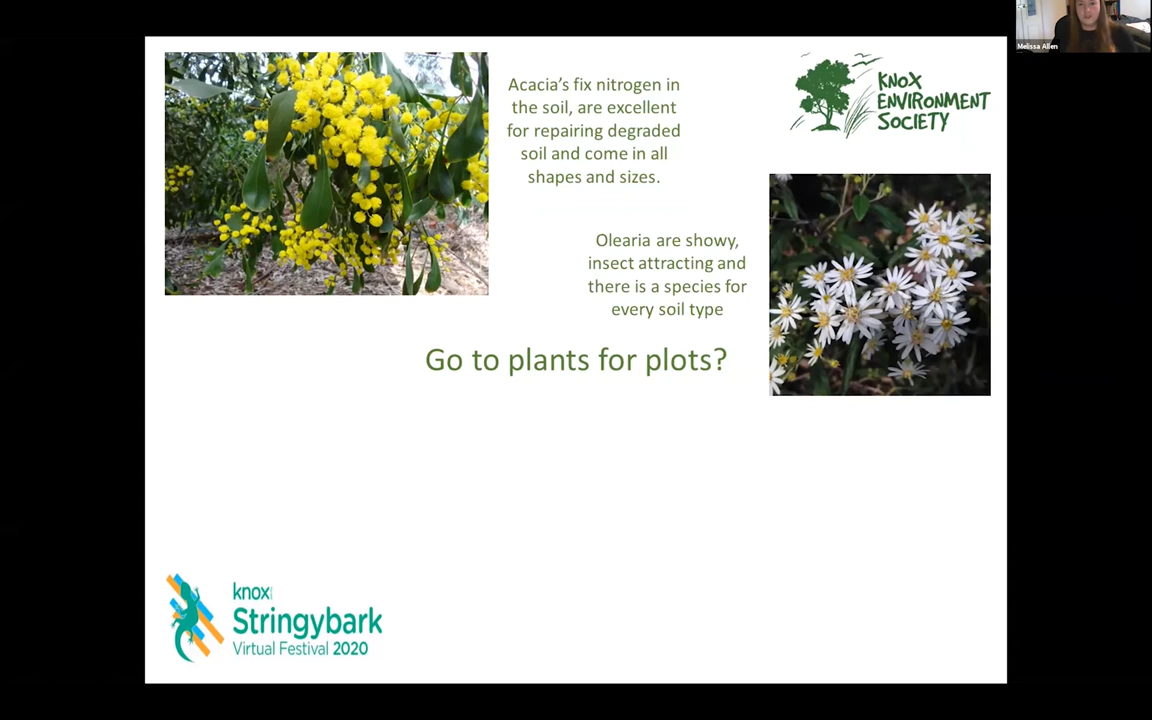 Melissa Allen
Acacia's fix nitrogen in
the soil, are excellent
for repairing degraded
soil and come in all
shapes and sizes.
KNOX
ENVIRONMENT
SOCIETY
Olearia are showy,
insect attracting and
there is a species for
every soil type
Go to plants for plots?
knox
Stringybark
Virtual Festival 2020